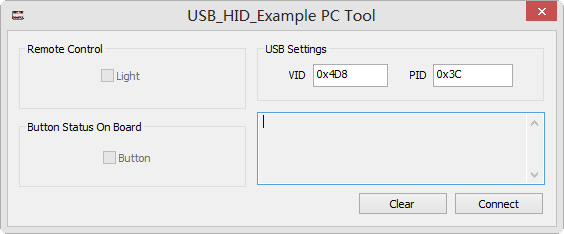 USB_HID_Example PC Tool
Remote Control
Light
USB Settings
VID 0x4D8 PID 0x3C
Button Status On Board
Button
Clear Connect